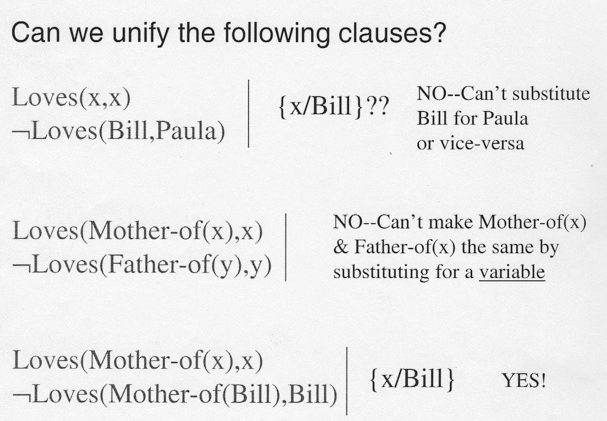 Can we unify the following clauses?
Loves(x,x)
¬Loves(Bill,Paula)
{x/Bill}??
NO--Can't substitute
Bill for Paula
or vice-versa
Loves(Mother-of(x),x)
¬Loves(Father-of(y),y)
NO--Can't make Mother-of(x)
& Father-of(x) the same by
substituting for a variable
Loves(Mother-of(x),x)
¬Loves(Mother-of(Bill),Bill)
{x/Bill}
YES!